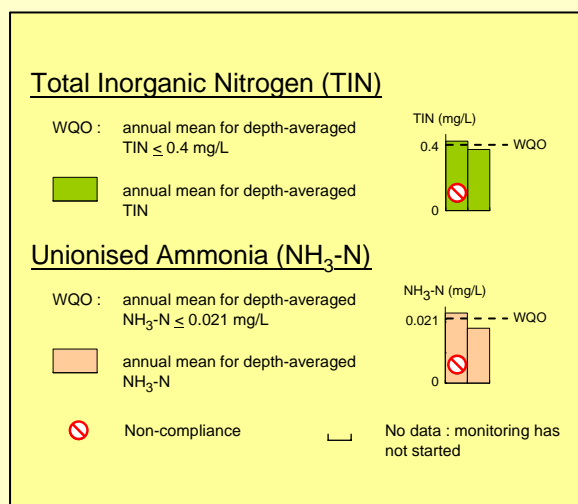 Total Inorganic Nitrogen (TIN)
WQO :
annual mean for depth-averaged
TIN ≤ 0.4 mg/L
annual mean for depth-averaged
TIN
TIN (mg/L)
0.4
WQO
0
Unionised Ammonia (NH₃-N)
WQO :
annual mean for depth-averaged
NH₃-N ≤ 0.021 mg/L
annual mean for depth-averaged
NH₃-N
NH₃-N (mg/L)
0.021
WQO
0
Non-compliance
No data : monitoring has
not started